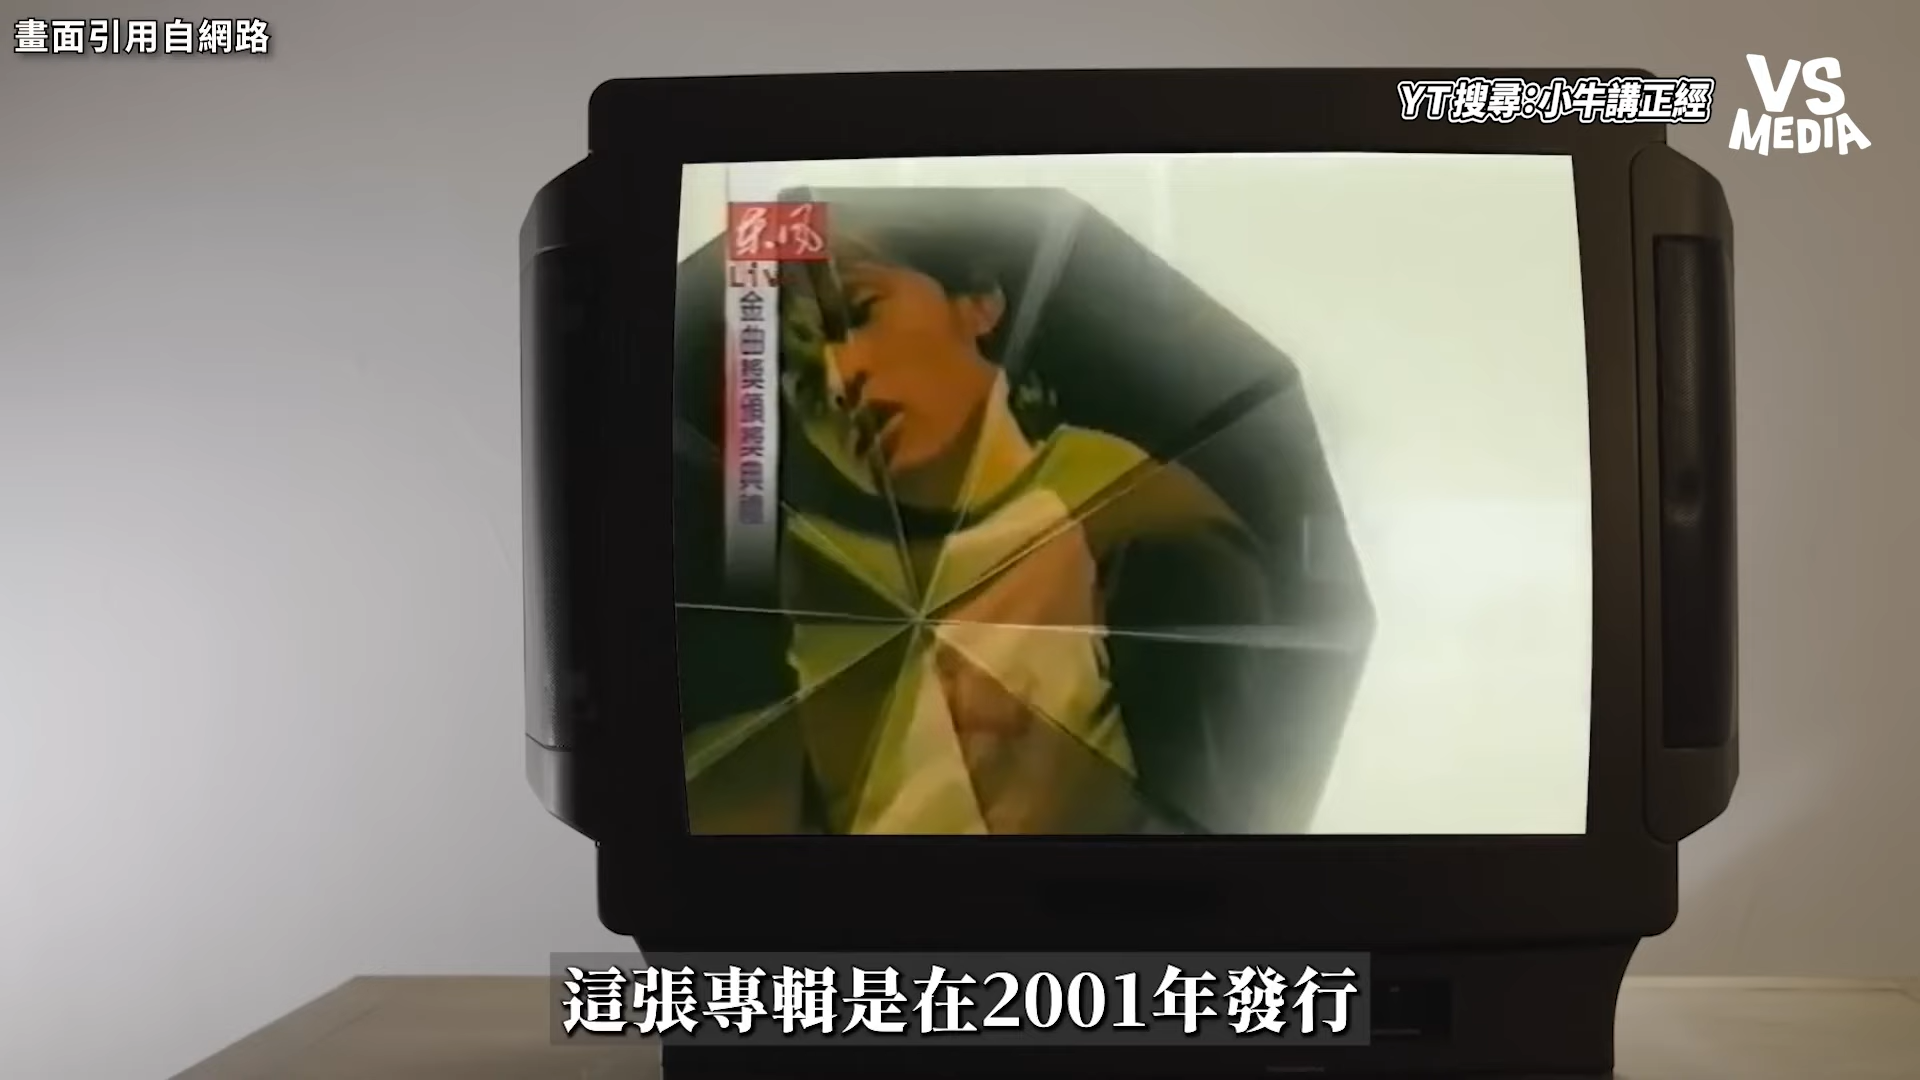 畫面引用自網路
YT搜尋:小牛講正經
VS
MEDIA
東風
Live
金曲獎頒獎典禮
這張專輯是在2001年發行